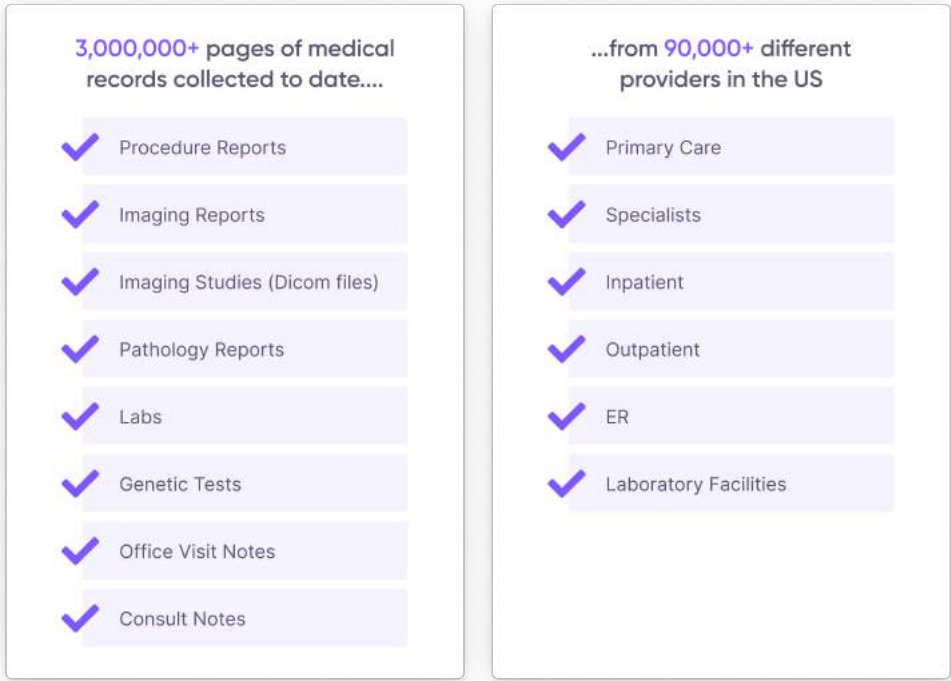 3,000,000+ pages of medical
records collected to date....
Procedure Reports
Imaging Reports
Imaging Studies (Dicom files)
Pathology Reports
Labs
Genetic Tests
Office Visit Notes
Consult Notes
...from 90,000+ different
providers in the US
Primary Care
Specialists
Inpatient
Outpatient
ER
Laboratory Facilities